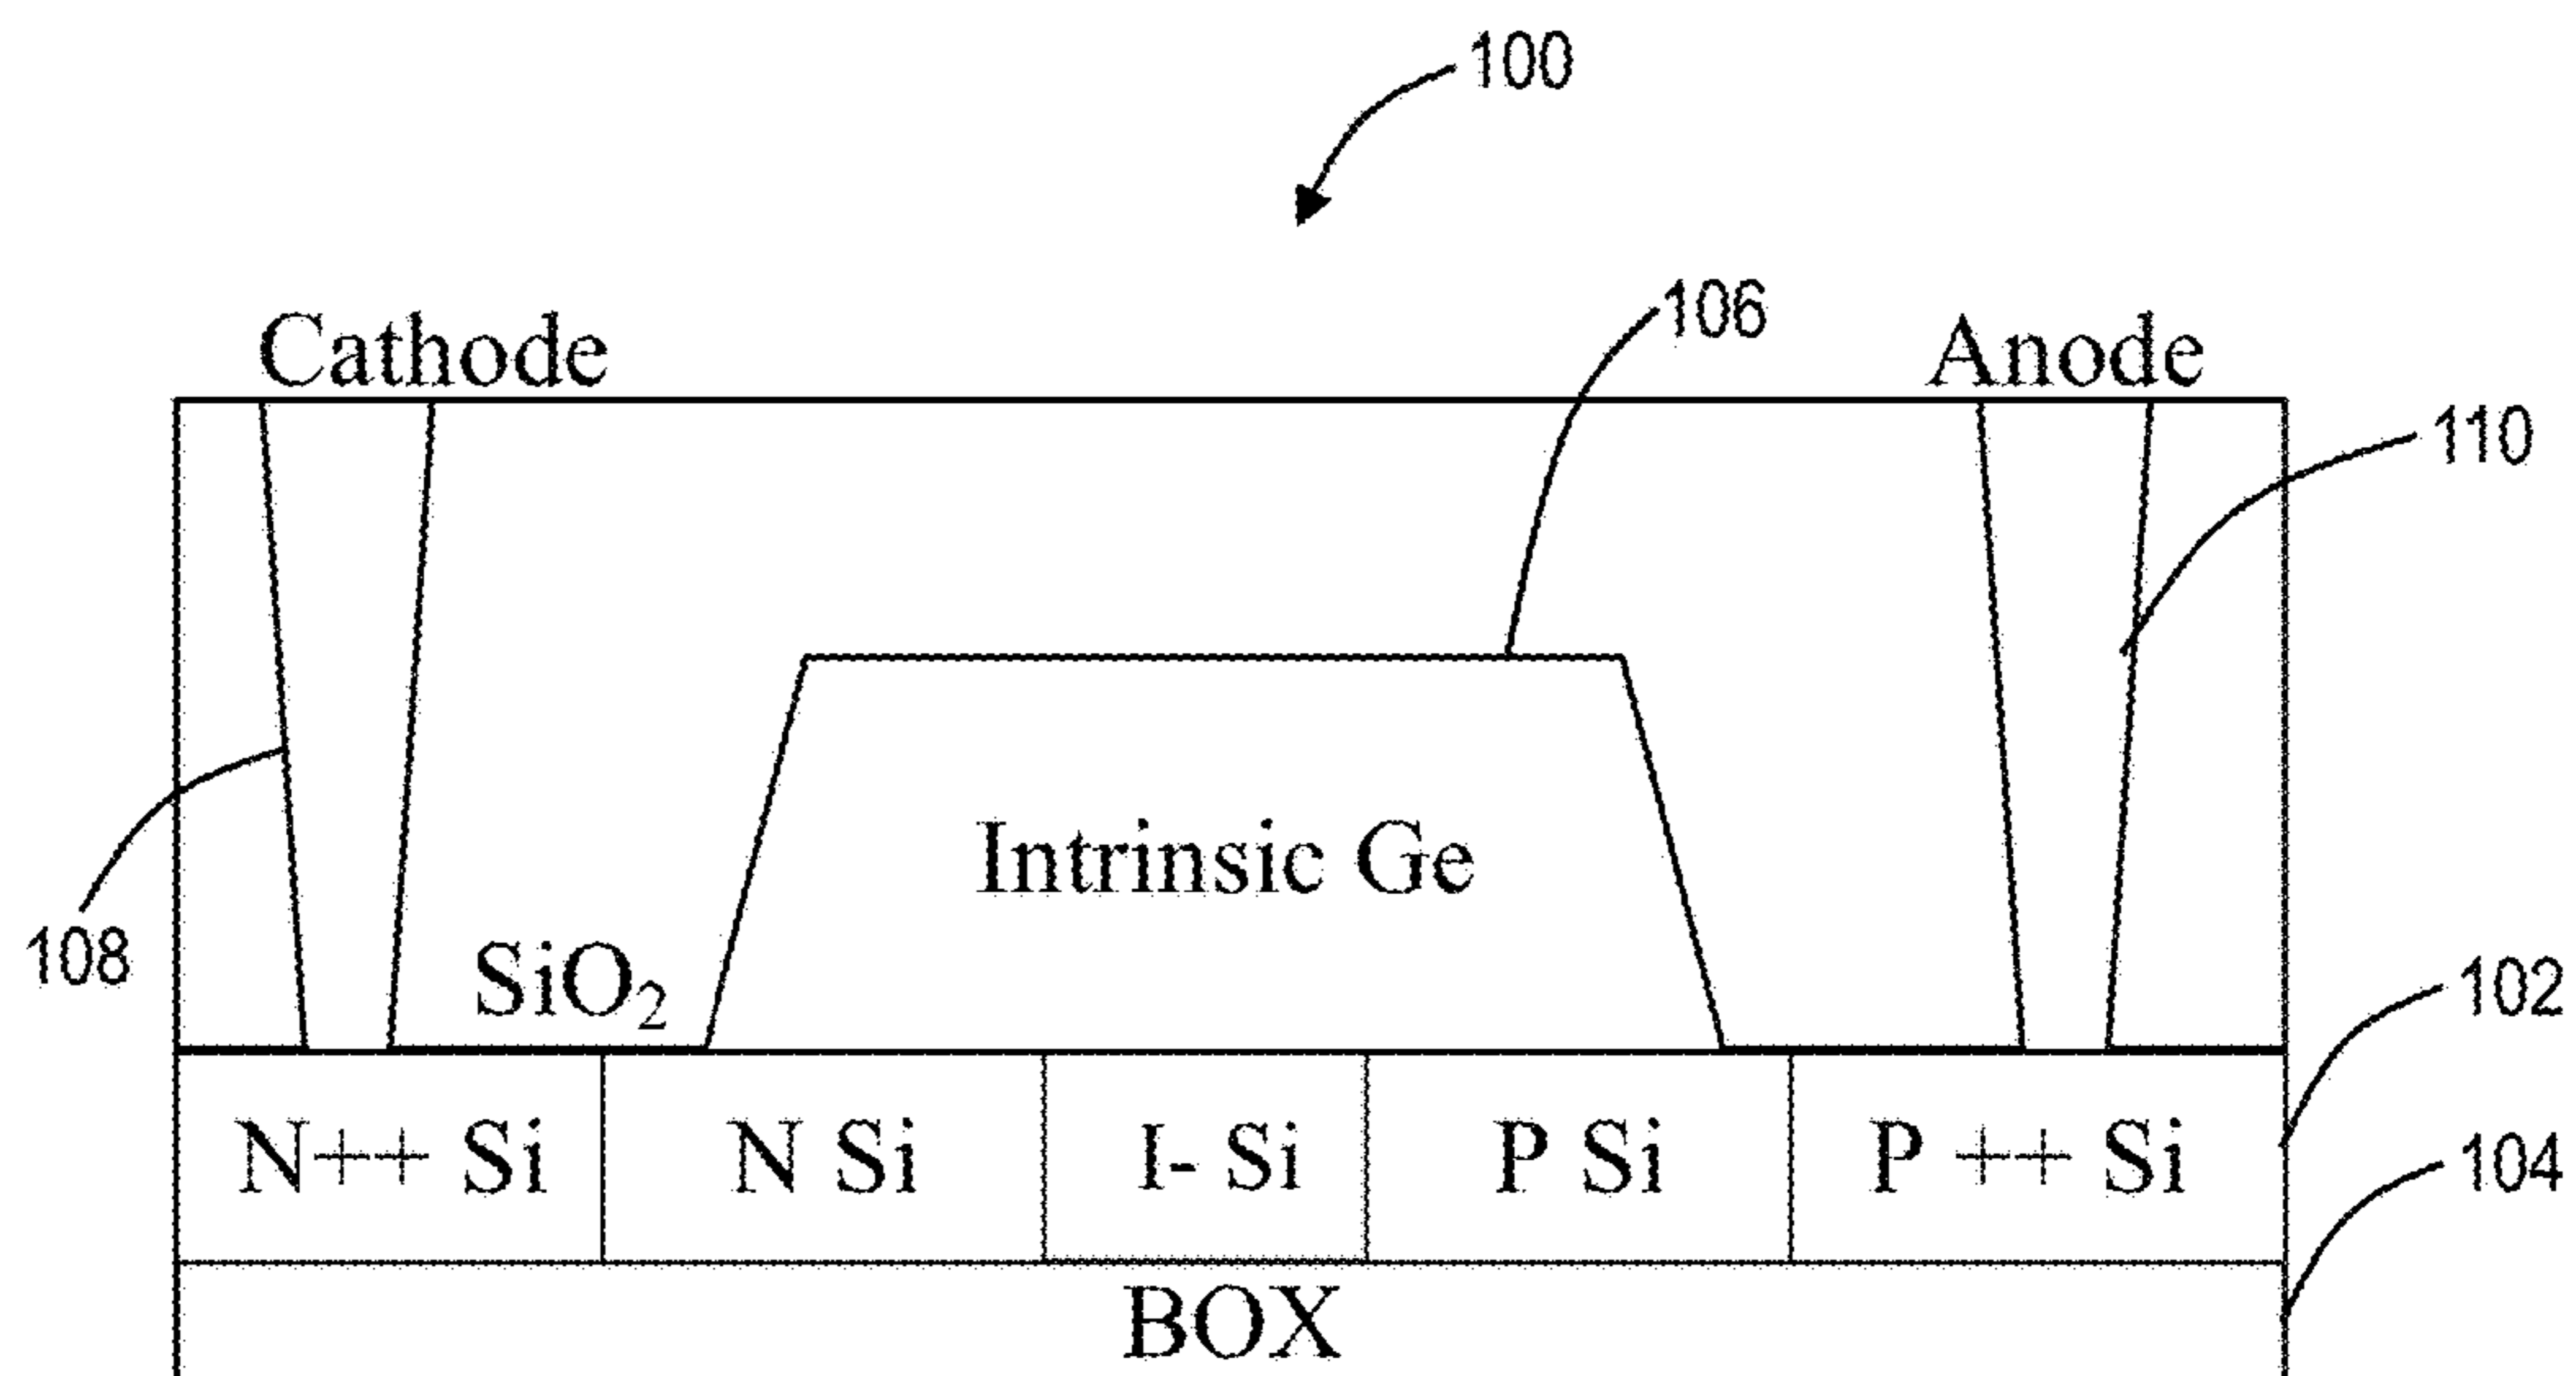 100
106
Cathode
Anode
110
Intrinsic Ge
108
SiO₂
102
N++ Si
N Si
I- Si
P Si
P ++ Si
104
BOX